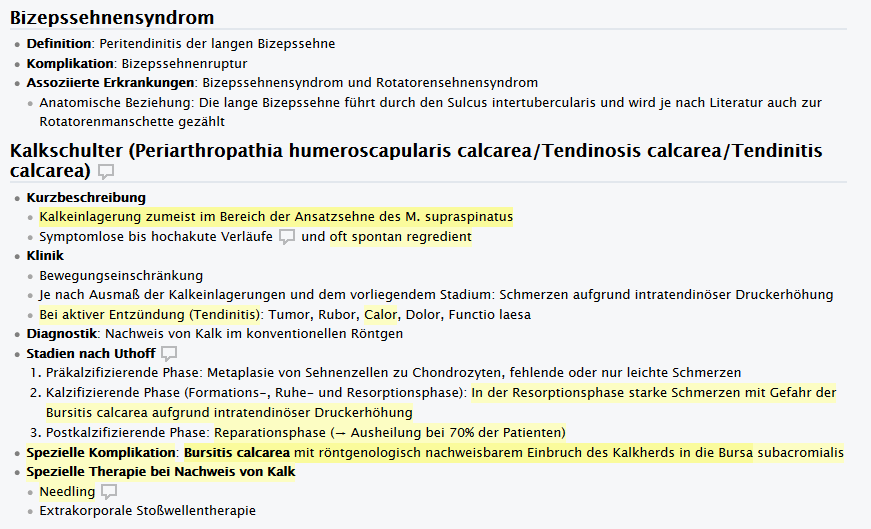 Bizepssehnensyndrom
Definition: Peritendinitis der langen Bizepssehne
Komplikation: Bizepssehnenruptur
Assoziierte Erkrankungen: Bizepssehnensyndrom und Rotatorensehnensyndrom
Anatomische Beziehung: Die lange Bizepssehne führt durch den Sulcus intertubercularis und wird je nach Literatur auch zur
Rotatorenmanschette gezählt
Kalkschulter (Periarthropathia humeroscapularis calcarea/Tendinosis calcarea/Tendinitis
calcarea)
Kurzbeschreibung
Kalkeinlagerung zumeist im Bereich der Ansatzsehne des M. supraspinatus
Symptomlose bis hochakute Verläufe und oft spontan regredient
Klinik
Bewegungseinschränkung
Je nach Ausmaß der Kalkeinlagerungen und dem vorliegendem Stadium: Schmerzen aufgrund intratendinöser Druckerhöhung
Bei aktiver Entzündung (Tendinitis): Tumor, Rubor, Calor, Dolor, Functio laesa
Diagnostik: Nachweis von Kalk im konventionellen Röntgen
Stadien nach Uthoff
1. Präkalzifizierende Phase: Metaplasie von Sehnenzellen zu Chondrozyten, fehlende oder nur leichte Schmerzen
2. Kalzifizierende Phase (Formations-, Ruhe- und Resorptionsphase): In der Resorptionsphase starke Schmerzen mit Gefahr der
Bursitis calcarea aufgrund intratendinöser Druckerhöhung
3. Postkalzifizierende Phase: Reparationsphase (→ Ausheilung bei 70% der Patienten)
Spezielle Komplikation: Bursitis calcarea mit röntgenologisch nachweisbarem Einbruch des Kalkherds in die Bursa subacromialis
Spezielle Therapie bei Nachweis von Kalk
Needling
Extrakorporale Stoßwellentherapie